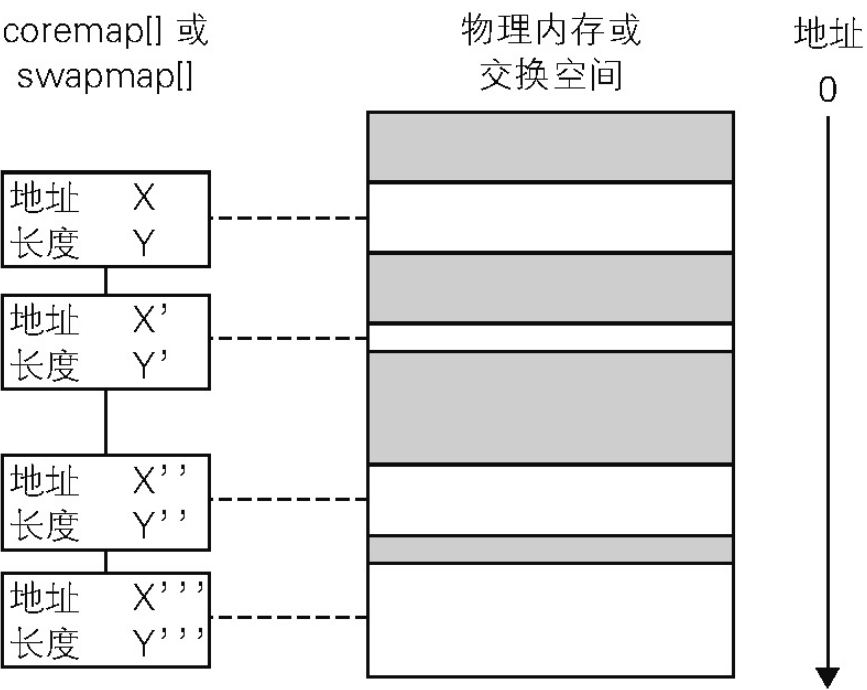 coremap[] 或
swapmap[]
物理内存或
交换空间
地址
0
地址 X
长度 Y
地址 X’
长度 Y’
地址 X’’
长度 Y’’
地址 X’’’
长度 Y’’’